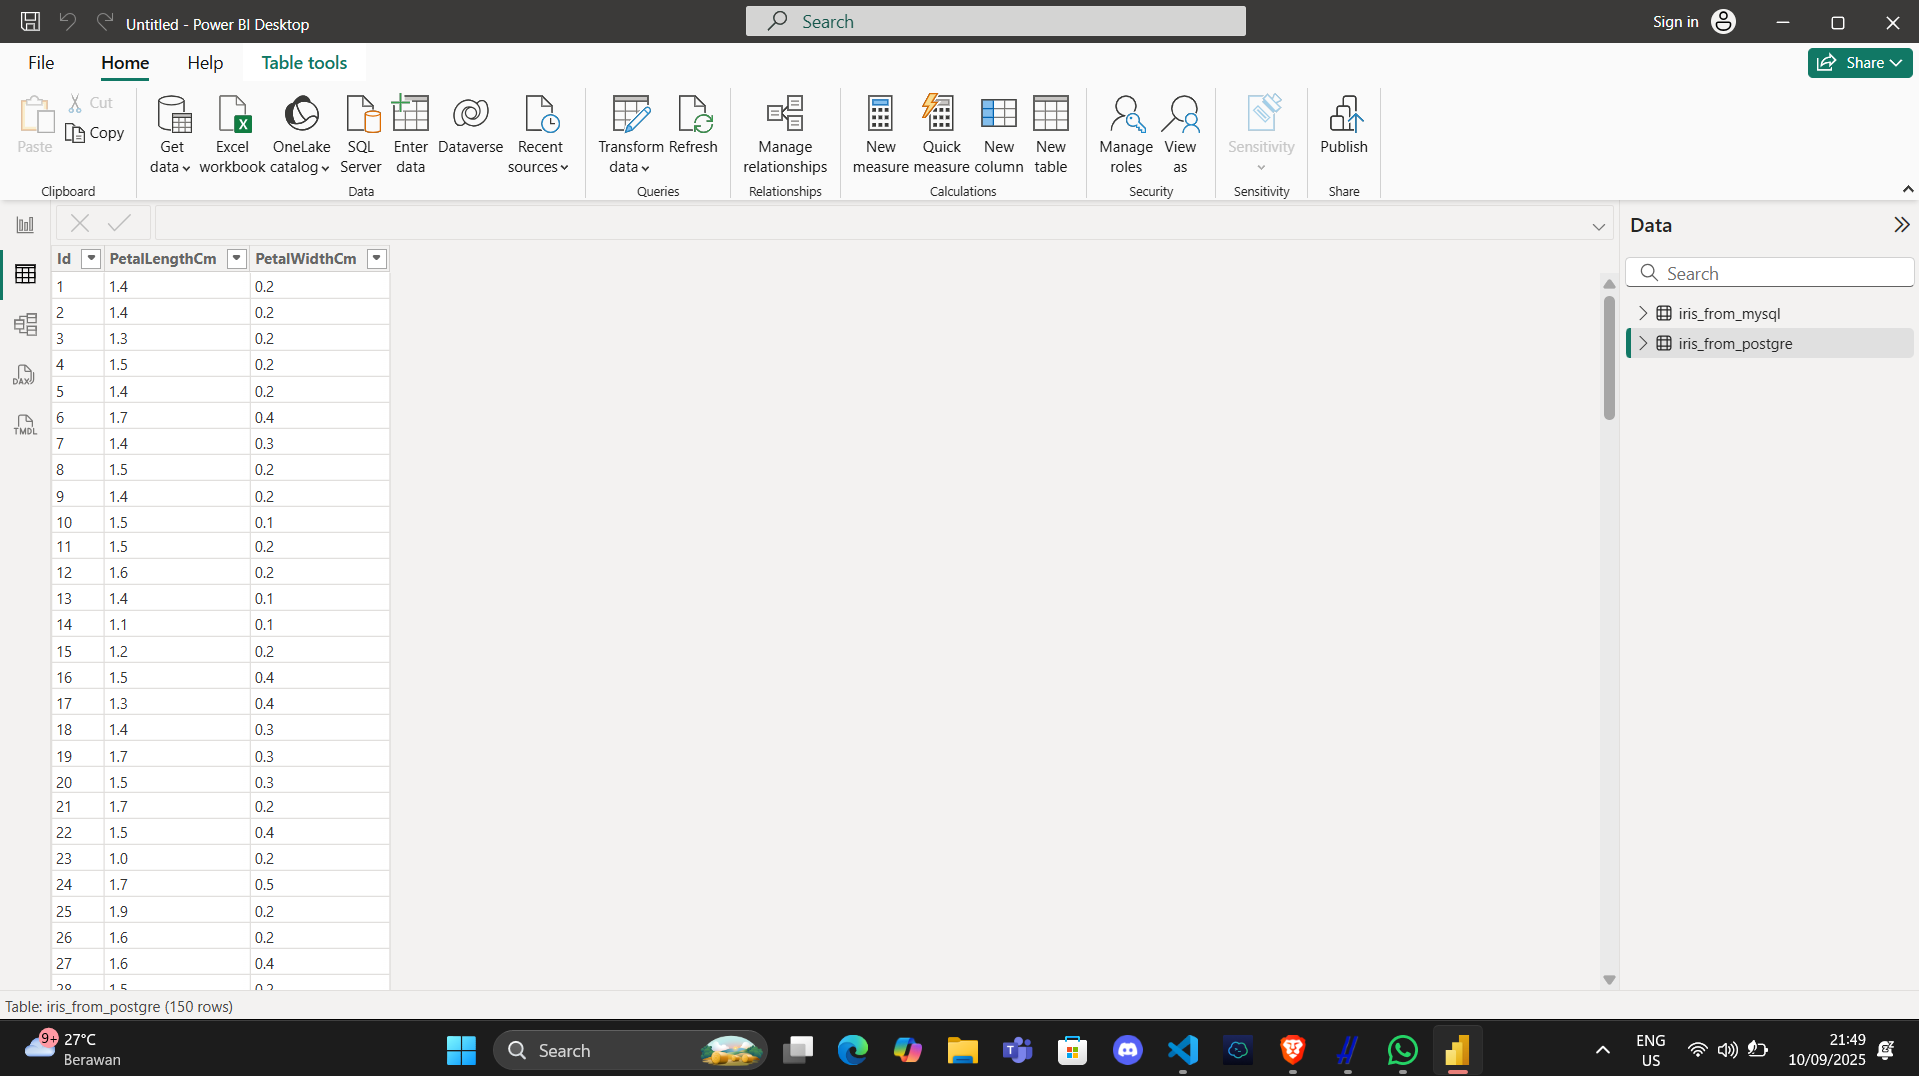 Untitled - Power BI Desktop
Search
Sign in
File
Home
Help
Table tools
Share
Paste
Cut
Copy
Clipboard
Get data
Excel workbook
OneLake catalog
SQL Server
Enter data
Dataverse
Recent sources
Data
Transform data
Refresh
Queries
Manage relationships
Relationships
New measure
Quick measure
New column
New table
Calculations
Manage roles
View as
Security
Sensitivity
Sensitivity
Publish
Share
DAX
TMDL
Id PetalLengthCm PetalWidthCm
1 1.4 0.2
2 1.4 0.2
3 1.3 0.2
4 1.5 0.2
5 1.4 0.2
6 1.7 0.4
7 1.4 0.3
8 1.5 0.2
9 1.4 0.2
10 1.5 0.1
11 1.5 0.2
12 1.6 0.2
13 1.4 0.1
14 1.1 0.1
15 1.2 0.2
16 1.5 0.4
17 1.3 0.4
18 1.4 0.3
19 1.7 0.3
20 1.5 0.3
21 1.7 0.2
22 1.5 0.4
23 1.0 0.2
24 1.7 0.5
25 1.9 0.2
26 1.6 0.2
27 1.6 0.4
28 1.5 0.2
Data
Search
iris_from_mysql
iris_from_postgre
Table: iris_from_postgre (150 rows)
9+
27°C
Berawan
Search
ENG
US
21:49
10/09/2025